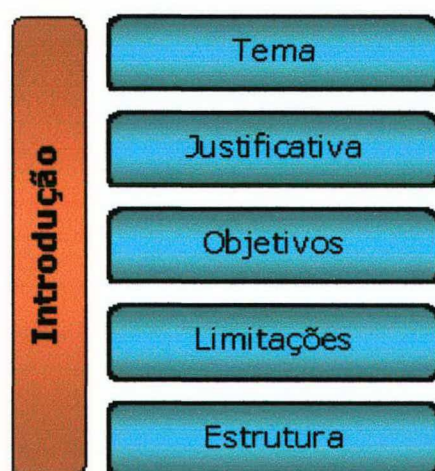 Introdução
Tema
Justificativa
Objetivos
Limitações
Estrutura